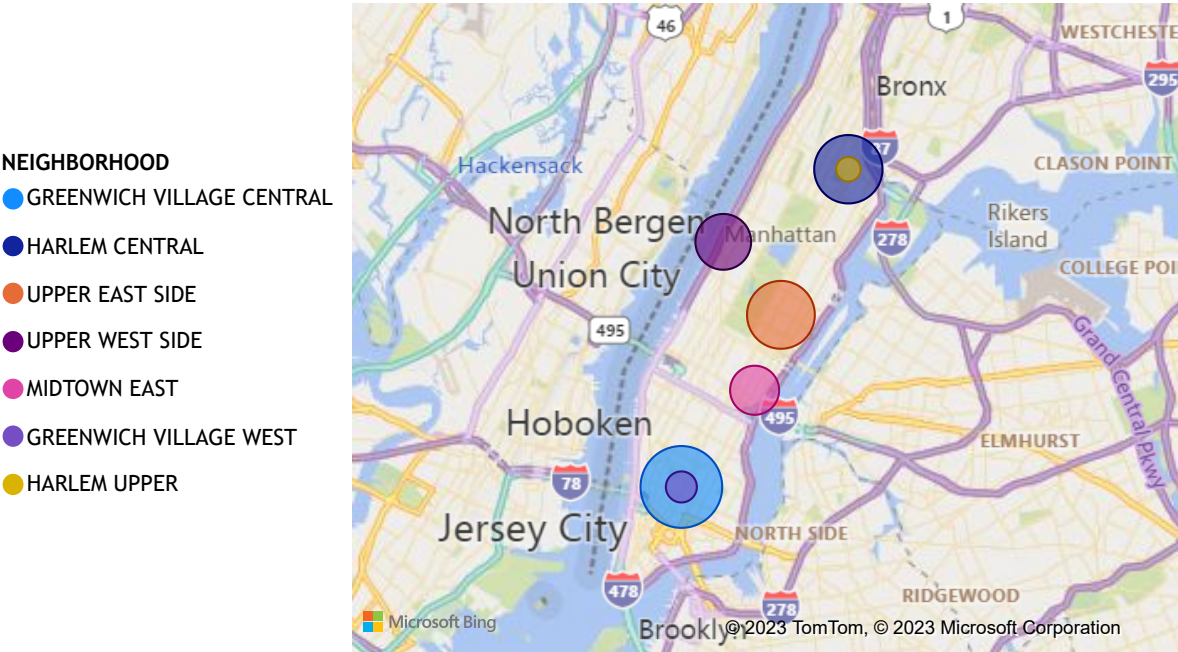 NEIGHBORHOOD
GREENWICH VILLAGE CENTRAL
HARLEM CENTRAL
UPPER EAST SIDE
UPPER WEST SIDE
MIDTOWN EAST
GREENWICH VILLAGE WEST
HARLEM UPPER
46
1
WESTCHESTE
295
Bronx
87
Hackensack
CLASON POINT
North Bergen
Manhattan
Rikers
Island
278
Union City
COLLEGE POI
495
Grand Central Pkwy
Hoboken
495
ELMHURST
78
Jersey City
NORTH SIDE
478
278
RIDGEWOOD
Microsoft Bing
Brooklyn
© 2023 TomTom, © 2023 Microsoft Corporation